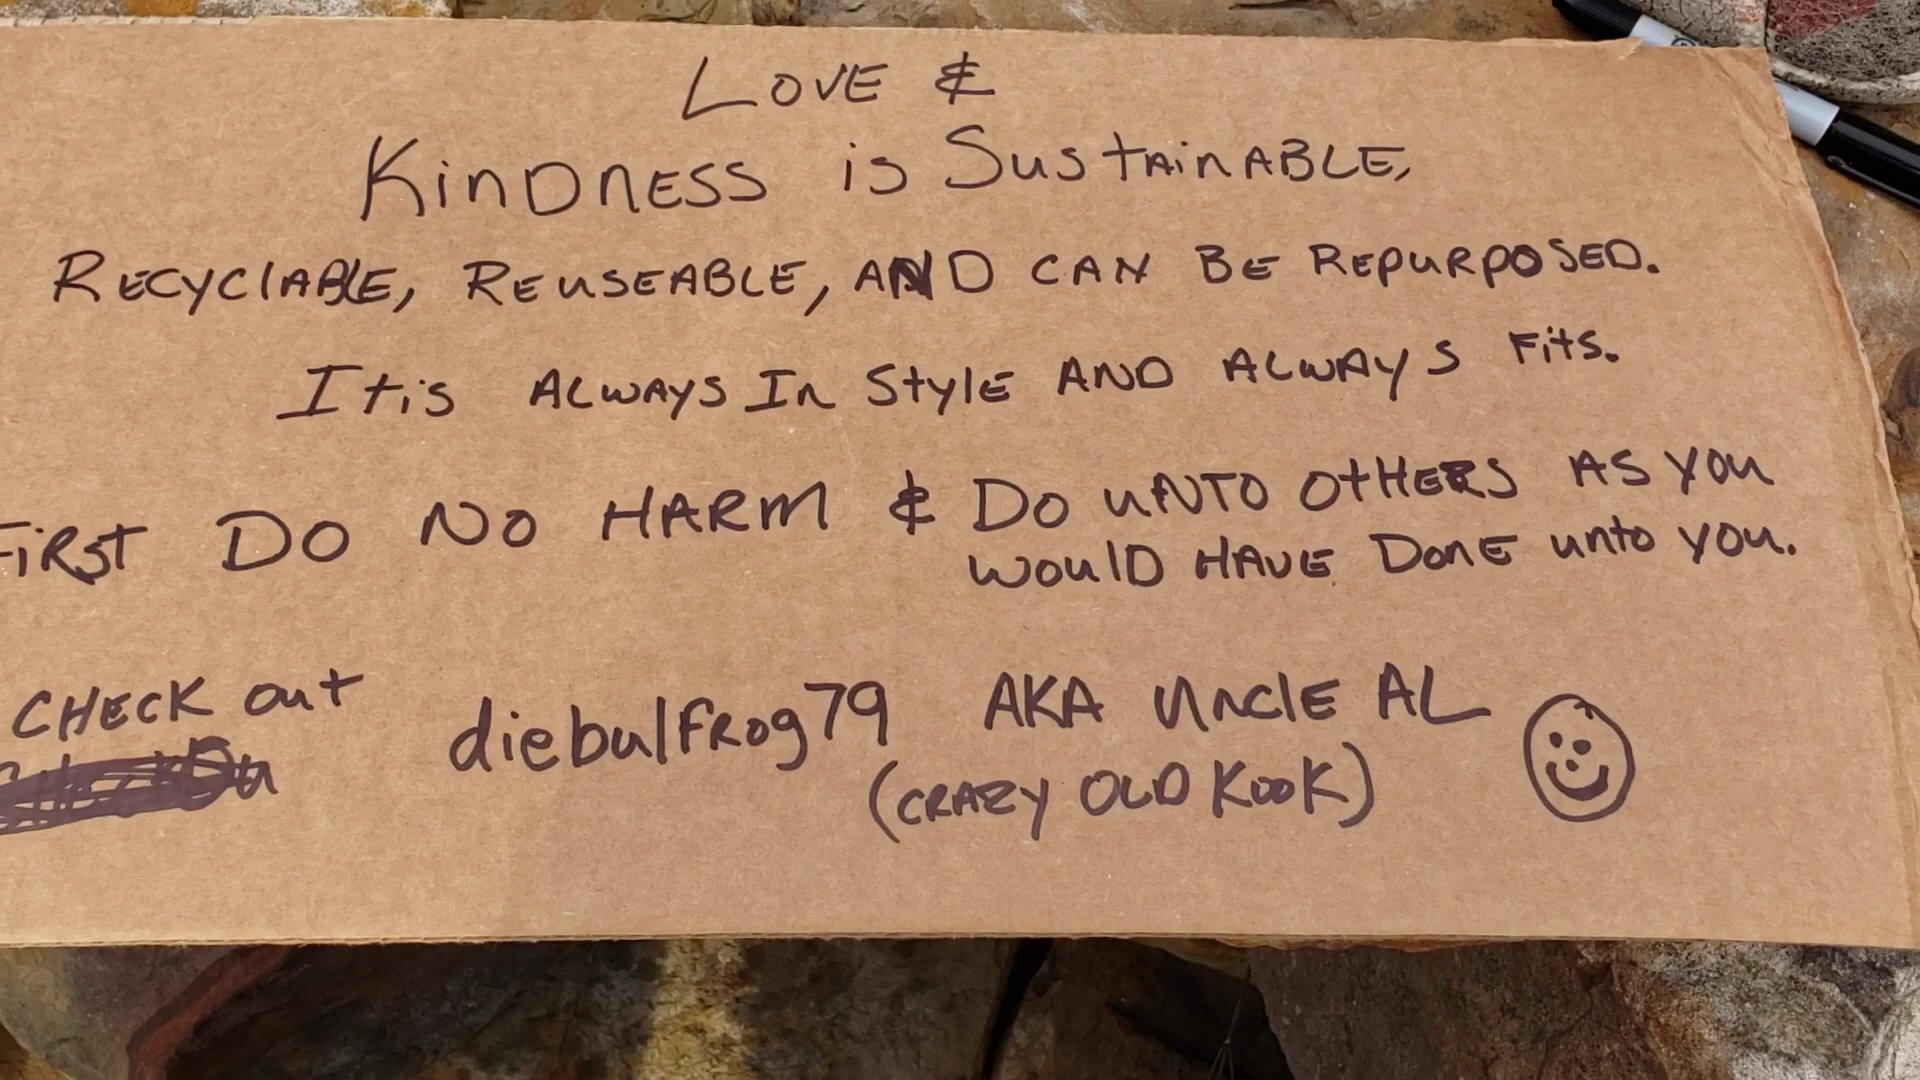 LOVE &
KinDnESS is SustAinABLE,
RECYClABlE, REuSEABLE, AND CAN BE REpuRpOSED.
It is ALWAYS In StylE AND ALWAYS Fits.
FiRST DO NO HARM & DO uNTO OtHERS AS you
WoulD HAVE DonE unto you.
CHECK out diebulfRog79 AKA UnclE AL
(CRAZY OLD KooK)